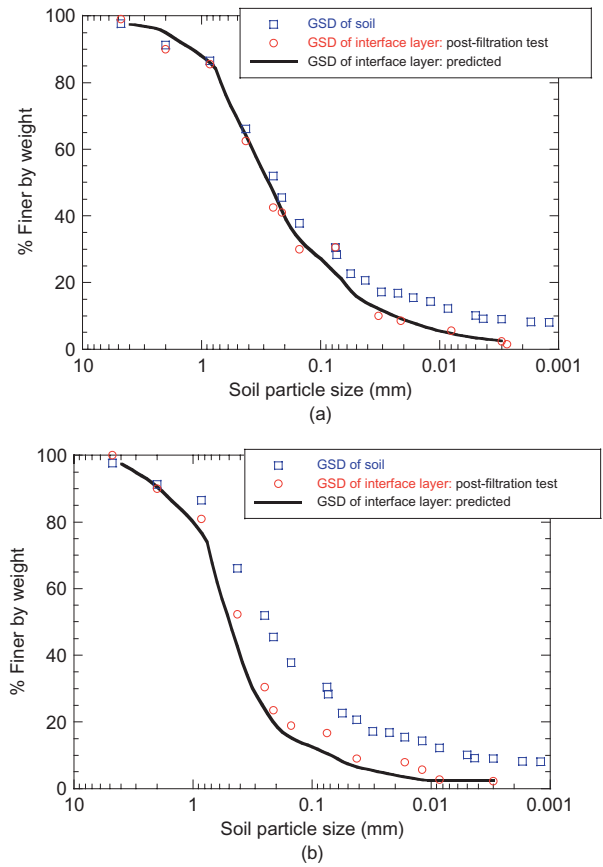 100
80
60
40
20
0
% Finer by weight
GSD of soil
GSD of interface layer: post-filtration test
GSD of interface layer: predicted
10 1 0.1 0.01 0.001
Soil particle size (mm)
(a)
100
80
60
40
20
0
% Finer by weight
GSD of soil
GSD of interface layer: post-filtration test
GSD of interface layer: predicted
10 1 0.1 0.01 0.001
Soil particle size (mm)
(b)